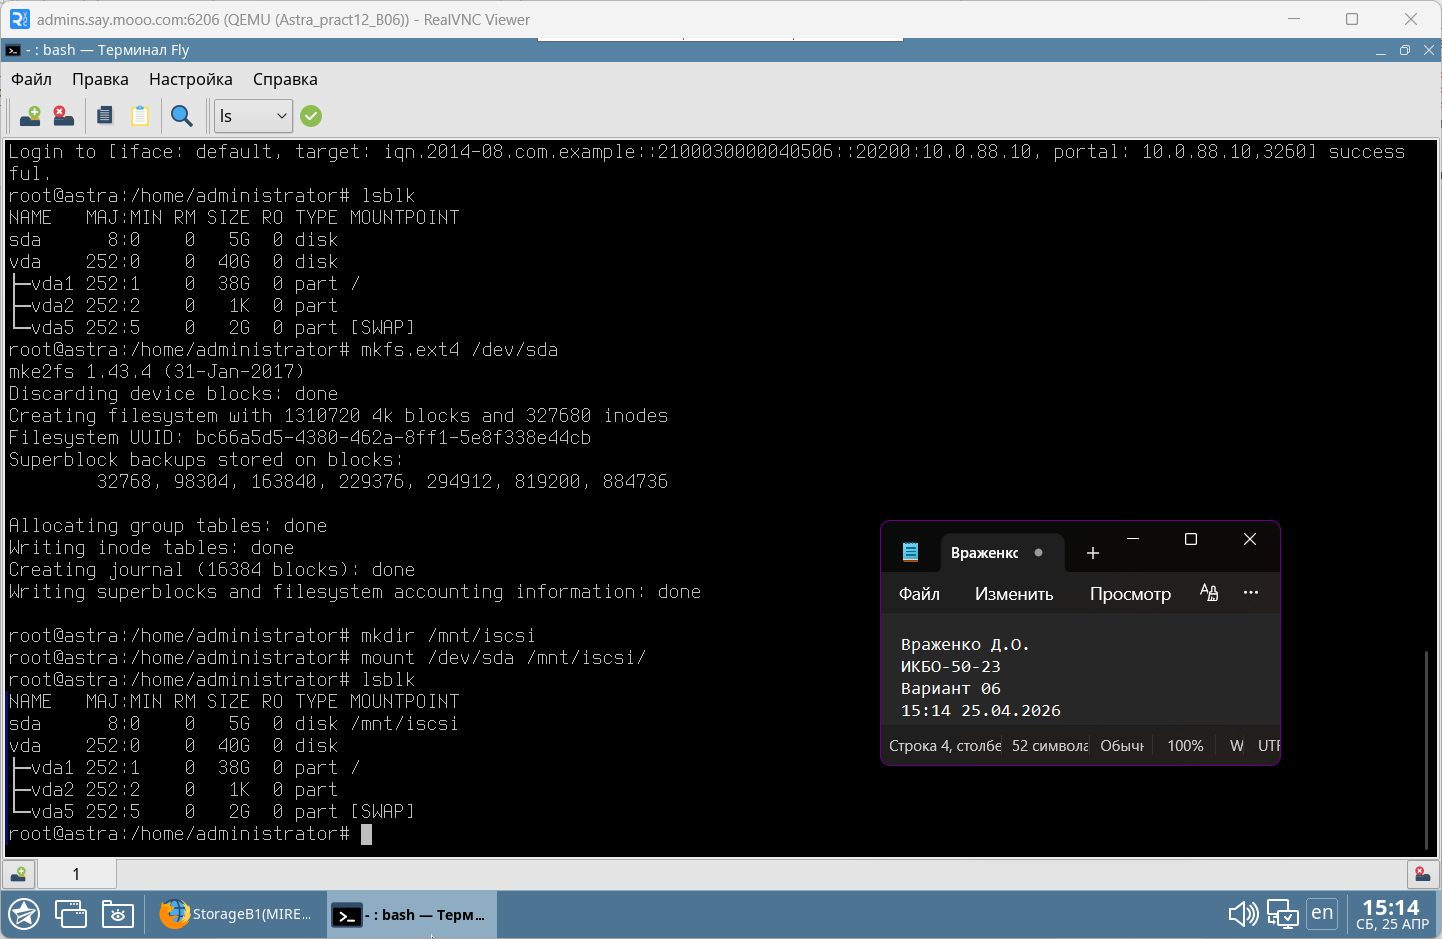 admins.say.mooo.com:6206 (QEMU (Astra_pract12_B06)) - RealVNC Viewer
- : bash — Терминал Fly
Файл Правка Настройка Справка
ls
Login to [iface: default, target: iqn.2014-08.com.example::2100030000040506::20200:10.0.88.10, portal: 10.0.88.10,3260] success
ful.
root@astra:/home/administrator# lsblk
NAME   MAJ:MIN RM SIZE RO TYPE MOUNTPOINT
sda      8:0    0   5G  0 disk
vda    252:0    0  40G  0 disk
├─vda1 252:1    0  38G  0 part /
├─vda2 252:2    0   1K  0 part
└─vda5 252:5    0   2G  0 part [SWAP]
root@astra:/home/administrator# mkfs.ext4 /dev/sda
mke2fs 1.43.4 (31-Jan-2017)
Discarding device blocks: done
Creating filesystem with 1310720 4k blocks and 327680 inodes
Filesystem UUID: bc66a5d5-4380-462a-8ff1-5e8f338e44cb
Superblock backups stored on blocks:
        32768, 98304, 163840, 229376, 294912, 819200, 884736
Allocating group tables: done
Writing inode tables: done
Creating journal (16384 blocks): done
Writing superblocks and filesystem accounting information: done
root@astra:/home/administrator# mkdir /mnt/iscsi
root@astra:/home/administrator# mount /dev/sda /mnt/iscsi/
root@astra:/home/administrator# lsblk
NAME   MAJ:MIN RM SIZE RO TYPE MOUNTPOINT
sda      8:0    0   5G  0 disk /mnt/iscsi
vda    252:0    0  40G  0 disk
├─vda1 252:1    0  38G  0 part /
├─vda2 252:2    0   1K  0 part
└─vda5 252:5    0   2G  0 part [SWAP]
root@astra:/home/administrator#
Враженко
Файл Изменить Просмотр
Враженко Д.О.
ИКБО-50-23
Вариант 06
15:14 25.04.2026
Строка 4, столбе 52 символа Обычн 100% W UTF
1
StorageB1(MIRE...
- : bash — Терм...
en
15:14
СБ, 25 АПР